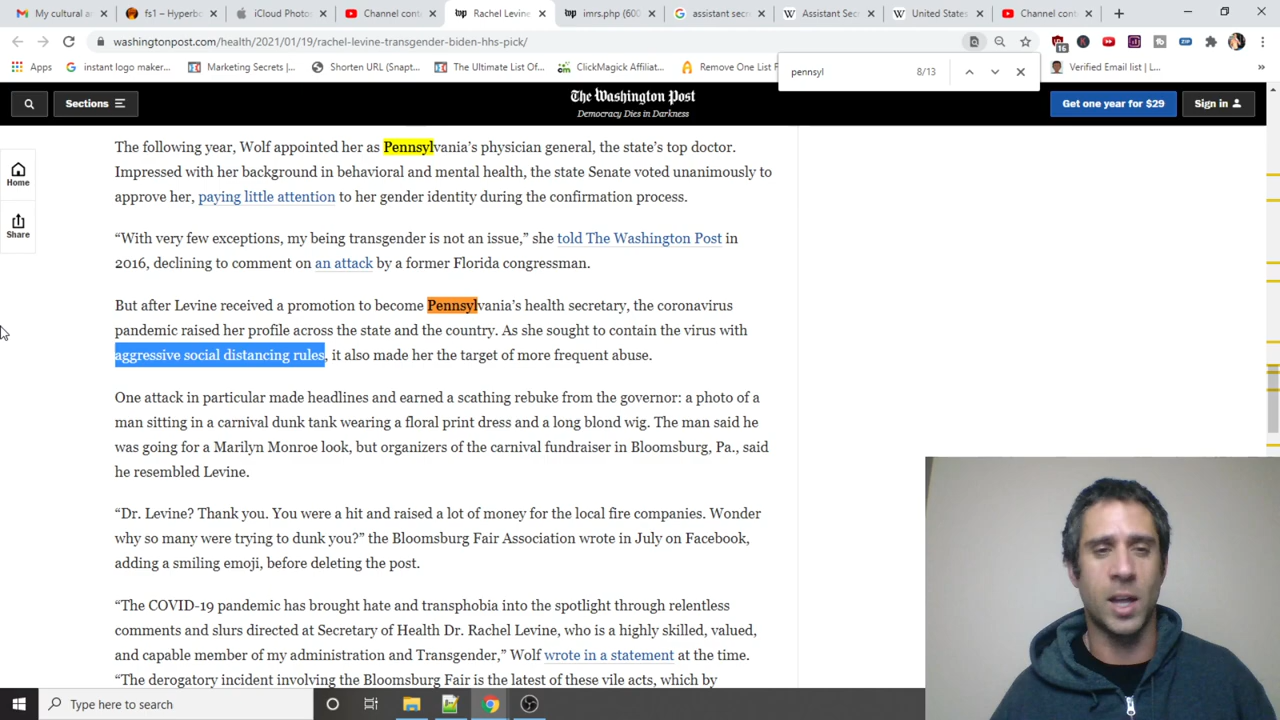 My cultural a
fs1 – Hyperbo
iCloud Photos
Channel cont
Rachel Levine
imrs.php (600
assistant secr
Assistant Sec
United States
Channel cont
washingtonpost.com/health/2021/01/19/rachel-levine-transgender-biden-hhs-pick/
16
Apps
instant logo maker...
Marketing Secrets |...
Shorten URL (Snapt...
The Ultimate List Of...
ClickMagick Affiliat...
Remove One List F
Verified Email list | L...
pennsyl
8/13
Sections
The Washington Post
Democracy Dies in Darkness
Get one year for $29
Sign in
Home
Share
The following year, Wolf appointed her as Pennsylvania's physician general, the state's top doctor.
Impressed with her background in behavioral and mental health, the state Senate voted unanimously to
approve her, paying little attention to her gender identity during the confirmation process.
“With very few exceptions, my being transgender is not an issue,” she told The Washington Post in
2016, declining to comment on an attack by a former Florida congressman.
But after Levine received a promotion to become Pennsylvania's health secretary, the coronavirus
pandemic raised her profile across the state and the country. As she sought to contain the virus with
aggressive social distancing rules, it also made her the target of more frequent abuse.
One attack in particular made headlines and earned a scathing rebuke from the governor: a photo of a
man sitting in a carnival dunk tank wearing a floral print dress and a long blond wig. The man said he
was going for a Marilyn Monroe look, but organizers of the carnival fundraiser in Bloomsburg, Pa., said
he resembled Levine.
“Dr. Levine? Thank you. You were a hit and raised a lot of money for the local fire companies. Wonder
why so many were trying to dunk you?” the Bloomsburg Fair Association wrote in July on Facebook,
adding a smiling emoji, before deleting the post.
“The COVID-19 pandemic has brought hate and transphobia into the spotlight through relentless
comments and slurs directed at Secretary of Health Dr. Rachel Levine, who is a highly skilled, valued,
and capable member of my administration and Transgender,” Wolf wrote in a statement at the time.
“The derogatory incident involving the Bloomsburg Fair is the latest of these vile acts, which by
Type here to search